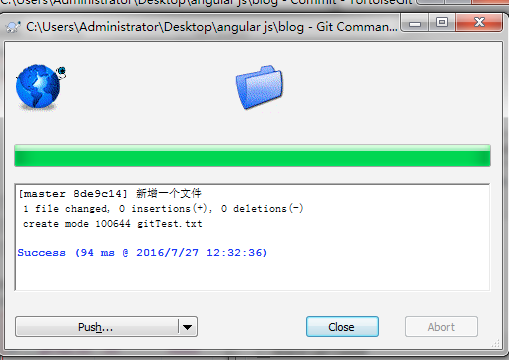 C:\Users\Administrator\Desktop\angular js\blog - Commit - TortoiseGit
C:\Users\Administrator\Desktop\angular js\blog - Git Comman...
[master 8de9c14] 新增一个文件
1 file changed, 0 insertions(+), 0 deletions(-)
create mode 100644 gitTest.txt
Success (94 ms @ 2016/7/27 12:32:36)
Push...
Close
Abort